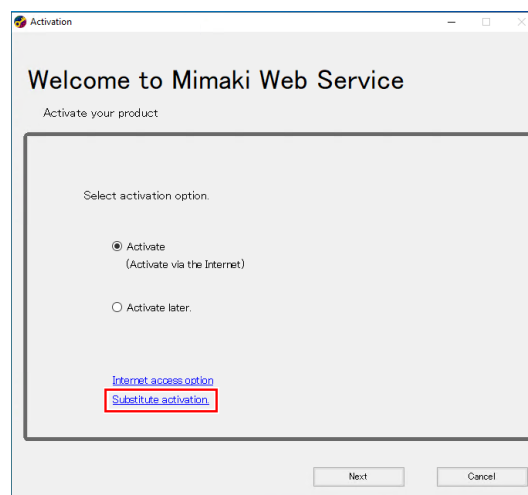 Activation
Welcome to Mimaki Web Service
Activate your product
Select activation option.
Activate
(Activate via the Internet)
Activate later.
Internet access option
Substitute activation.
Next
Cancel